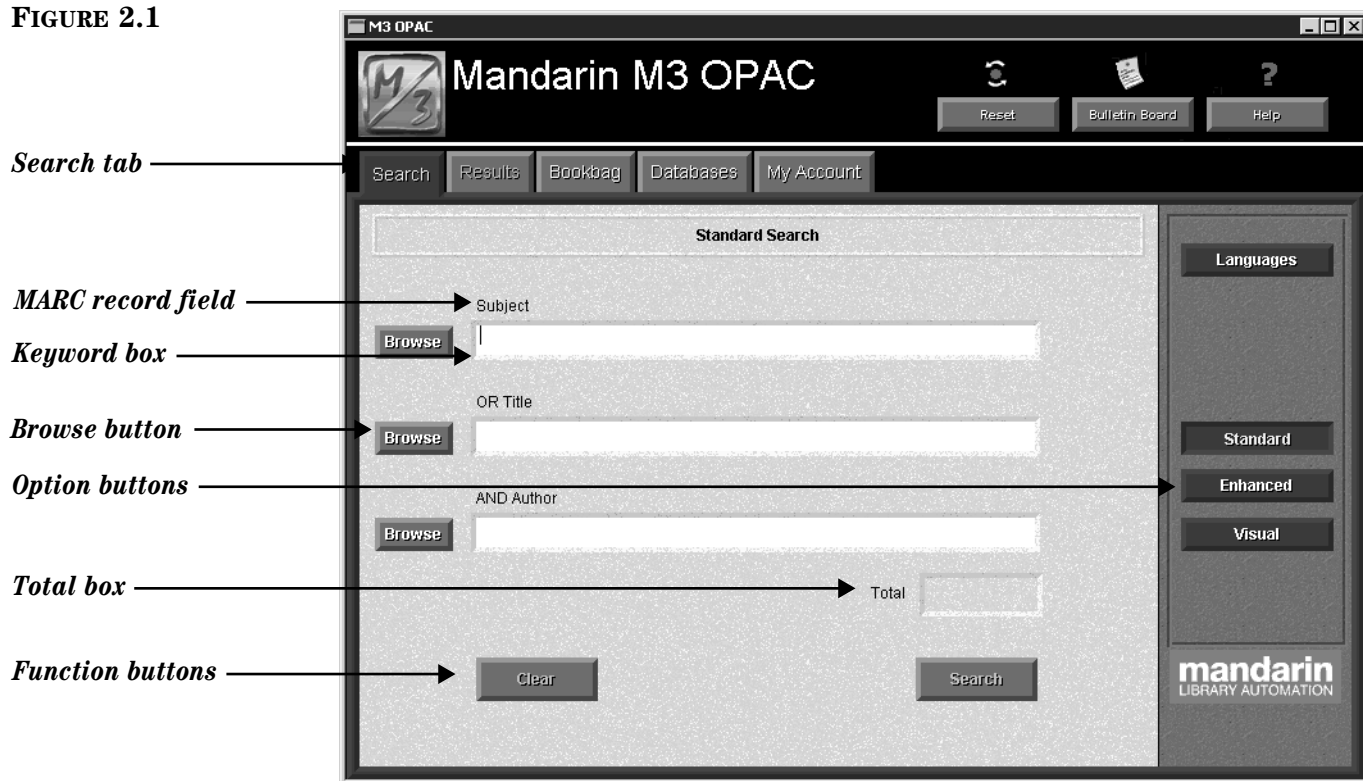 FIGURE 2.1
M3 OPAC
M/3
Mandarin M3 OPAC
Reset
Bulletin Board
?
Help
Search tab
Search
Results
Bookbag
Databases
My Account
Standard Search
Languages
MARC record field
Subject
Keyword box
Browse
OR Title
Browse button
Browse
Standard
Option buttons
Enhanced
AND Author
Browse
Visual
Total box
Total
Function buttons
Clear
Search
mandarin
LIBRARY AUTOMATION